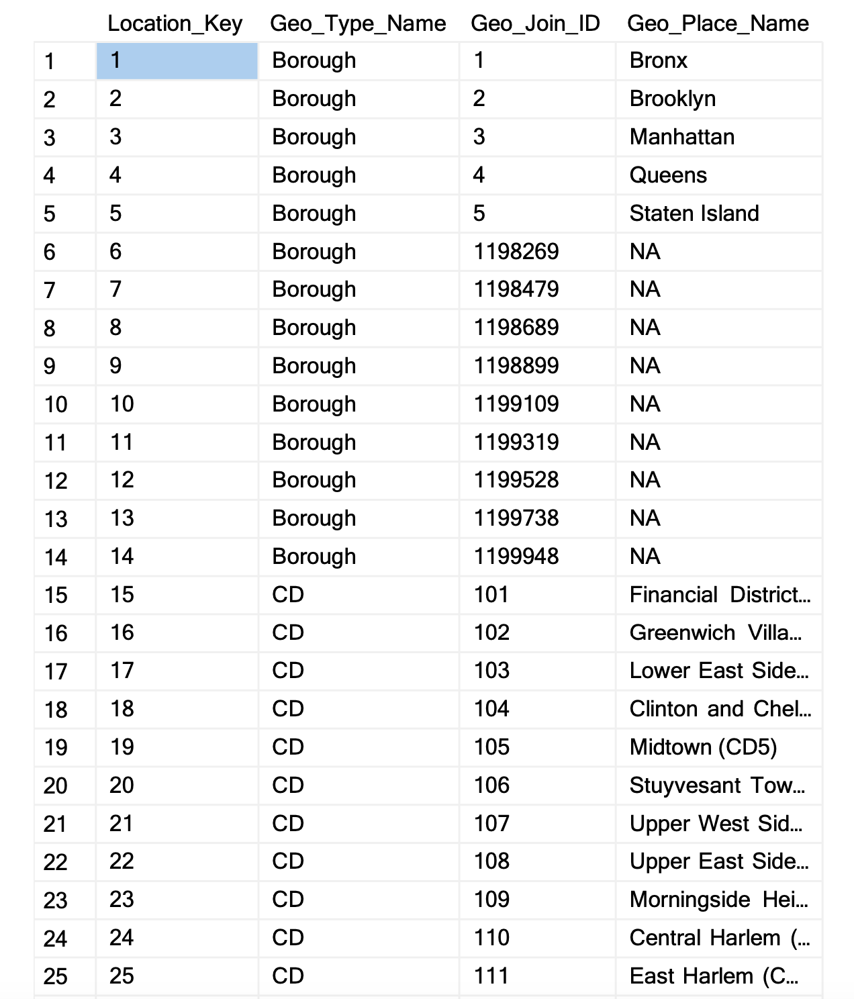 Location_Key Geo_Type_Name Geo_Join_ID Geo_Place_Name
1 1 Borough 1 Bronx
2 2 Borough 2 Brooklyn
3 3 Borough 3 Manhattan
4 4 Borough 4 Queens
5 5 Borough 5 Staten Island
6 6 Borough 1198269 NA
7 7 Borough 1198479 NA
8 8 Borough 1198689 NA
9 9 Borough 1198899 NA
10 10 Borough 1199109 NA
11 11 Borough 1199319 NA
12 12 Borough 1199528 NA
13 13 Borough 1199738 NA
14 14 Borough 1199948 NA
15 15 CD 101 Financial District...
16 16 CD 102 Greenwich Villa...
17 17 CD 103 Lower East Side...
18 18 CD 104 Clinton and Chel...
19 19 CD 105 Midtown (CD5)
20 20 CD 106 Stuyvesant Tow...
21 21 CD 107 Upper West Sid...
22 22 CD 108 Upper East Side...
23 23 CD 109 Morningside Hei...
24 24 CD 110 Central Harlem (...
25 25 CD 111 East Harlem (C...